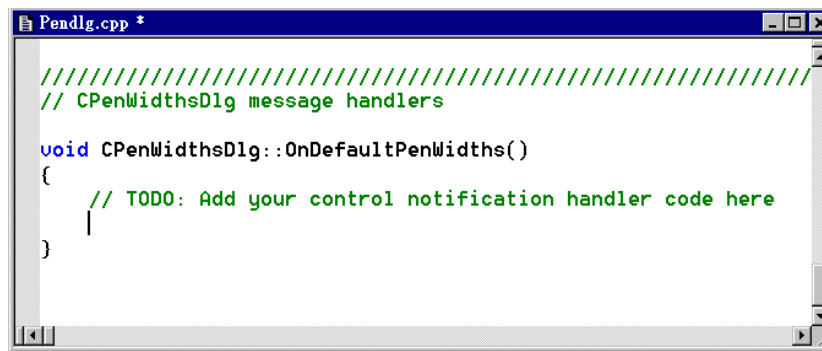 Pendlg.cpp *
///////////////////////////////////////////////////////////////
// CPenWidthsDlg message handlers
void CPenWidthsDlg::OnDefaultPenWidths()
{
// TODO: Add your control notification handler code here
}